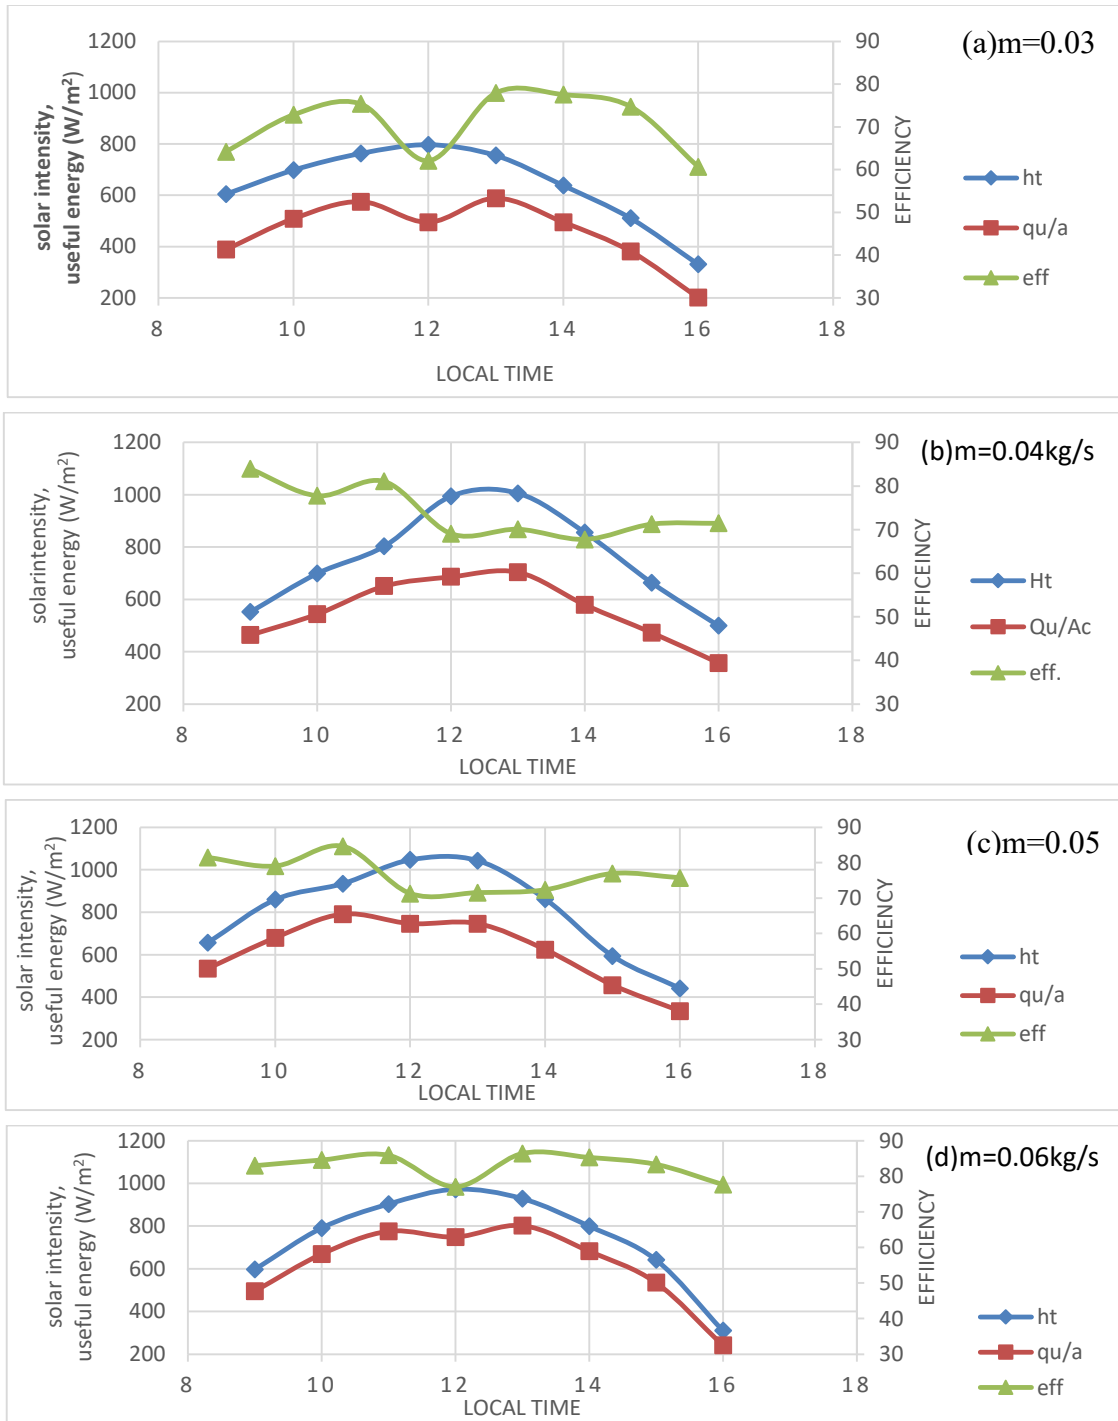 (a)m=0.03
solar intensity,
useful energy (W/m²)
1200
1000
800
600
400
200
8 10 12 14 16 18
LOCAL TIME
90
80
70
60
50
40
30
EFFICIENCY
ht
qu/a
eff
(b)m=0.04kg/s
solarintensity,
useful energy (W/m²)
1200
1000
800
600
400
200
8 10 12 14 16 18
LOCAL TIME
90
80
70
60
50
40
30
EFFICEINCY
Ht
Qu/Ac
eff.
(c)m=0.05
solar intensity,
useful energy (W/m²)
1200
1000
800
600
400
200
8 10 12 14 16 18
LOCAL TIME
90
80
70
60
50
40
30
EFFICIENCY
ht
qu/a
eff
(d)m=0.06kg/s
solar intensity,
useful energy (W/m²)
1200
1000
800
600
400
200
8 10 12 14 16 18
LOCAL TIME
90
80
70
60
50
40
30
EFFIICIENCY
ht
qu/a
eff